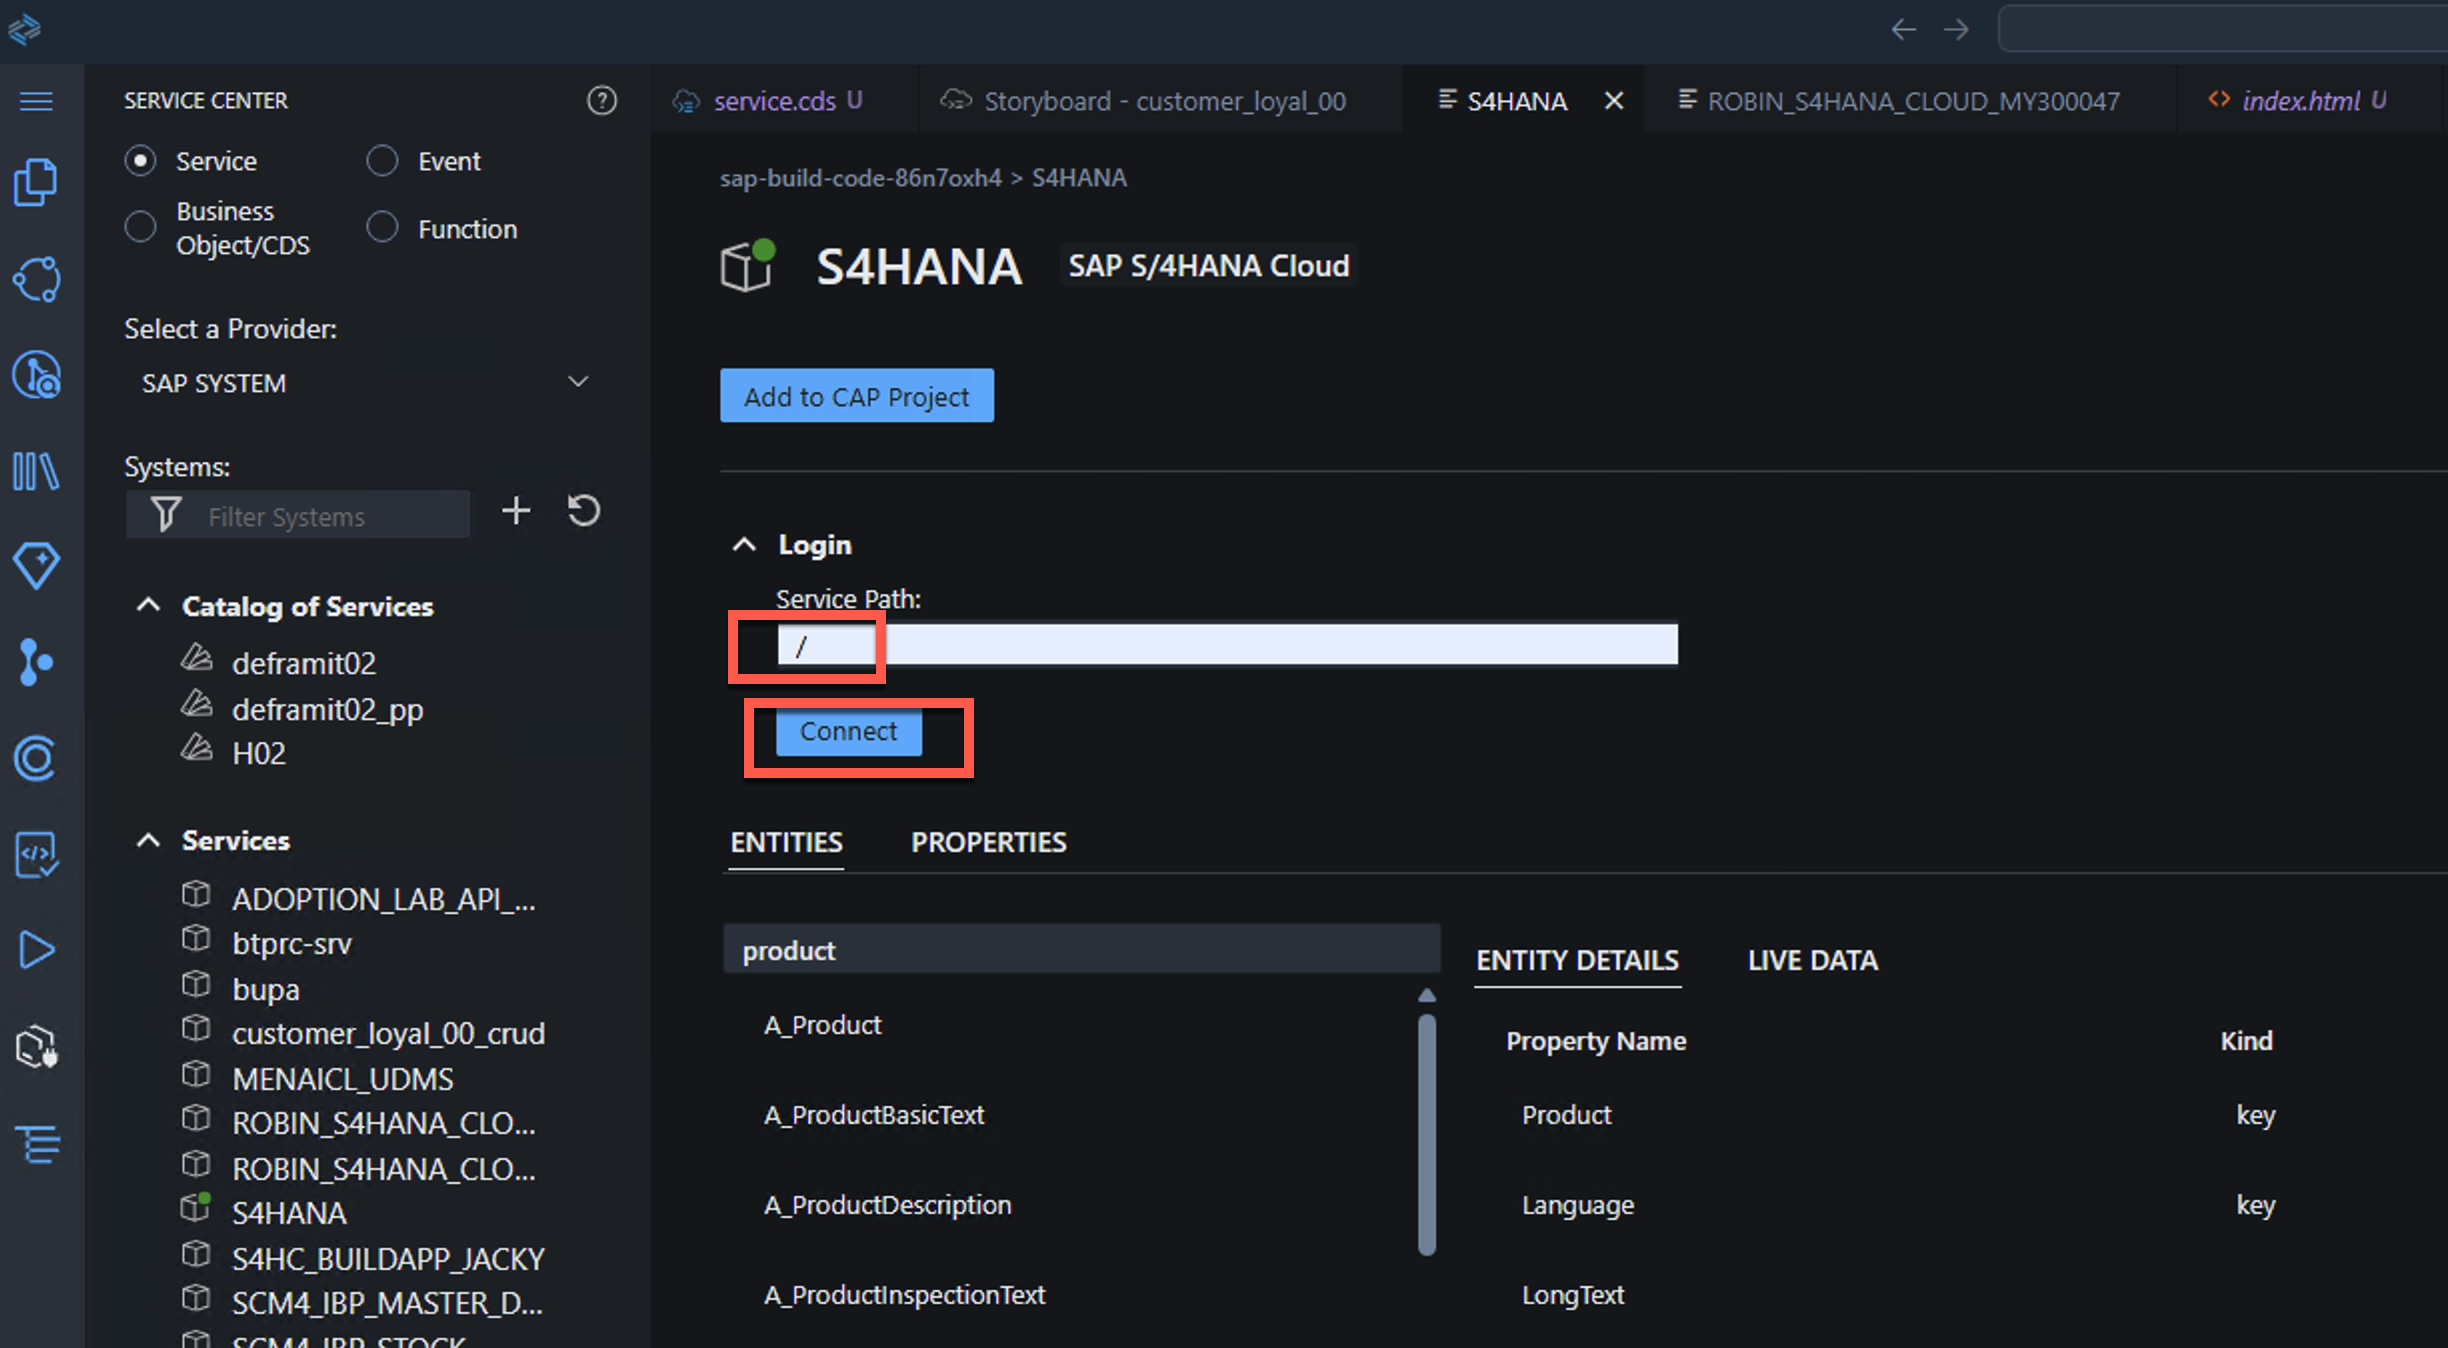 SERVICE CENTER
Service
Event
Business
Object/CDS
Function
Select a Provider:
SAP SYSTEM
Systems:
Filter Systems
Catalog of Services
deframit02
deframit02_pp
H02
Services
ADOPTION_LAB_API_...
btprc-srv
bupa
customer_loyal_00_crud
MENAICL_UDMS
ROBIN_S4HANA_CLO...
ROBIN_S4HANA_CLO...
S4HANA
S4HC_BUILDAPP_JACKY
SCM4_IBP_MASTER_D...
SCM4_IBP_STOCK
service.cds U
Storyboard - customer_loyal_00
S4HANA
ROBIN_S4HANA_CLOUD_MY300047
index.html U
sap-build-code-86n7oxh4 > S4HANA
S4HANA SAP S/4HANA Cloud
Add to CAP Project
Login
Service Path:
/
Connect
ENTITIES PROPERTIES
product
A_Product
A_ProductBasicText
A_ProductDescription
A_ProductInspectionText
ENTITY DETAILS LIVE DATA
Property Name Kind
Product key
Language key
LongText